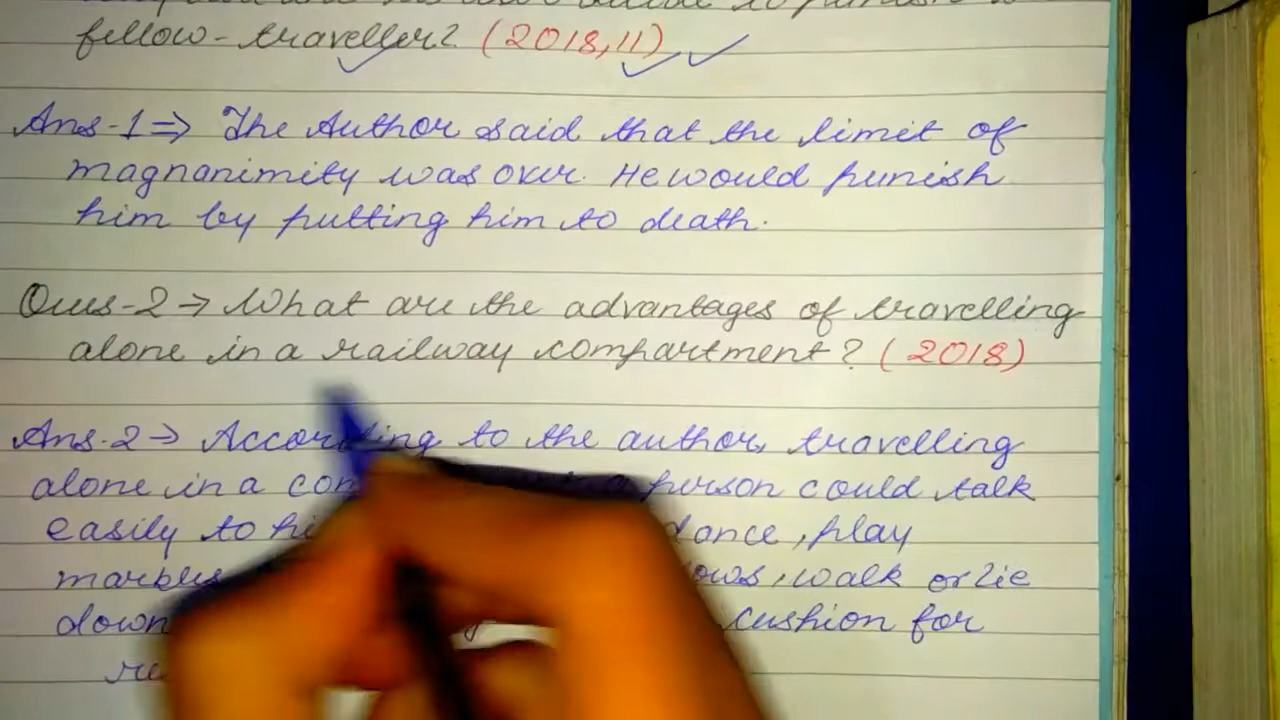 fellow-traveller? (2018,11)
Ans-1⇒ The Author said that the limit of
magnanimity was over. He would punish
him by putting him to death.
Ques-2→ What are the advantages of travelling
alone in a railway compartment? (2018)
Ans.2→ According to the author, travelling
alone in a person could talk
easily to dance, play
marbles walk or lie
down cushion for